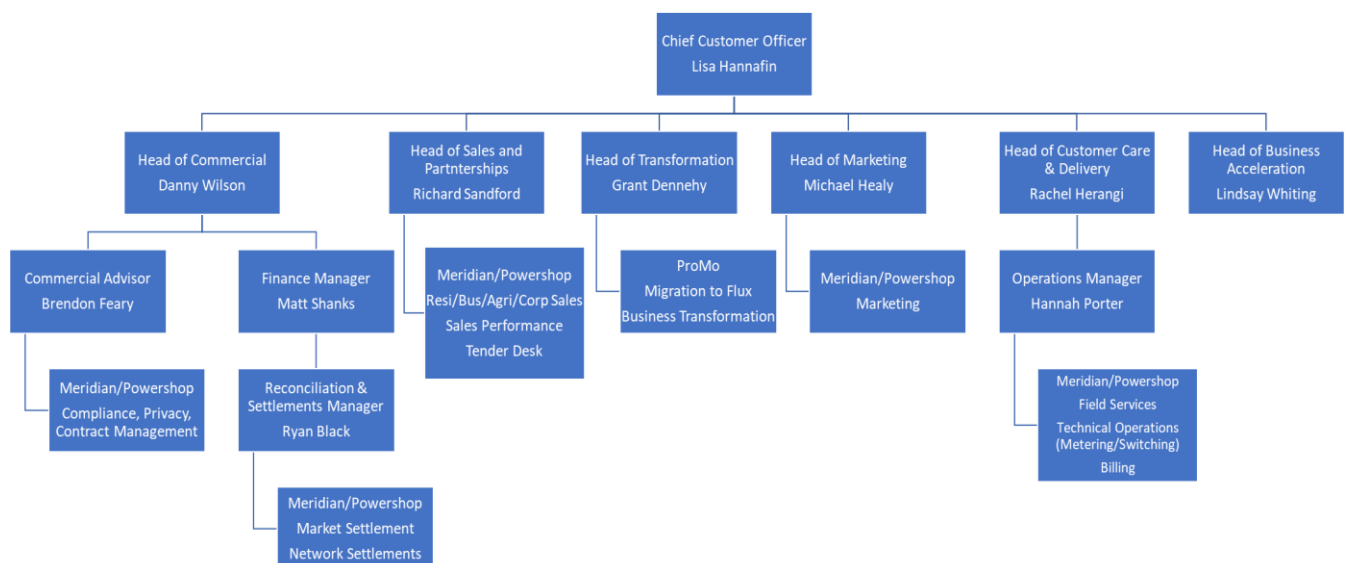 Chief Customer Officer
Lisa Hannafin
Head of Commercial
Danny Wilson
Head of Sales and
Partnterships
Richard Sandford
Head of Transformation
Grant Dennehy
Head of Marketing
Michael Healy
Head of Customer Care
& Delivery
Rachel Herangi
Head of Business
Acceleration
Lindsay Whiting
Commercial Advisor
Brendon Feary
Finance Manager
Matt Shanks
Meridian/Powershop
Resi/Bus/Agri/Corp Sales
Sales Performance
Tender Desk
ProMo
Migration to Flux
Business Transformation
Meridian/Powershop
Marketing
Operations Manager
Hannah Porter
Meridian/Powershop
Compliance, Privacy,
Contract Management
Reconciliation &
Settlements Manager
Ryan Black
Meridian/Powershop
Field Services
Technical Operations
(Metering/Switching)
Billing
Meridian/Powershop
Market Settlement
Network Settlements